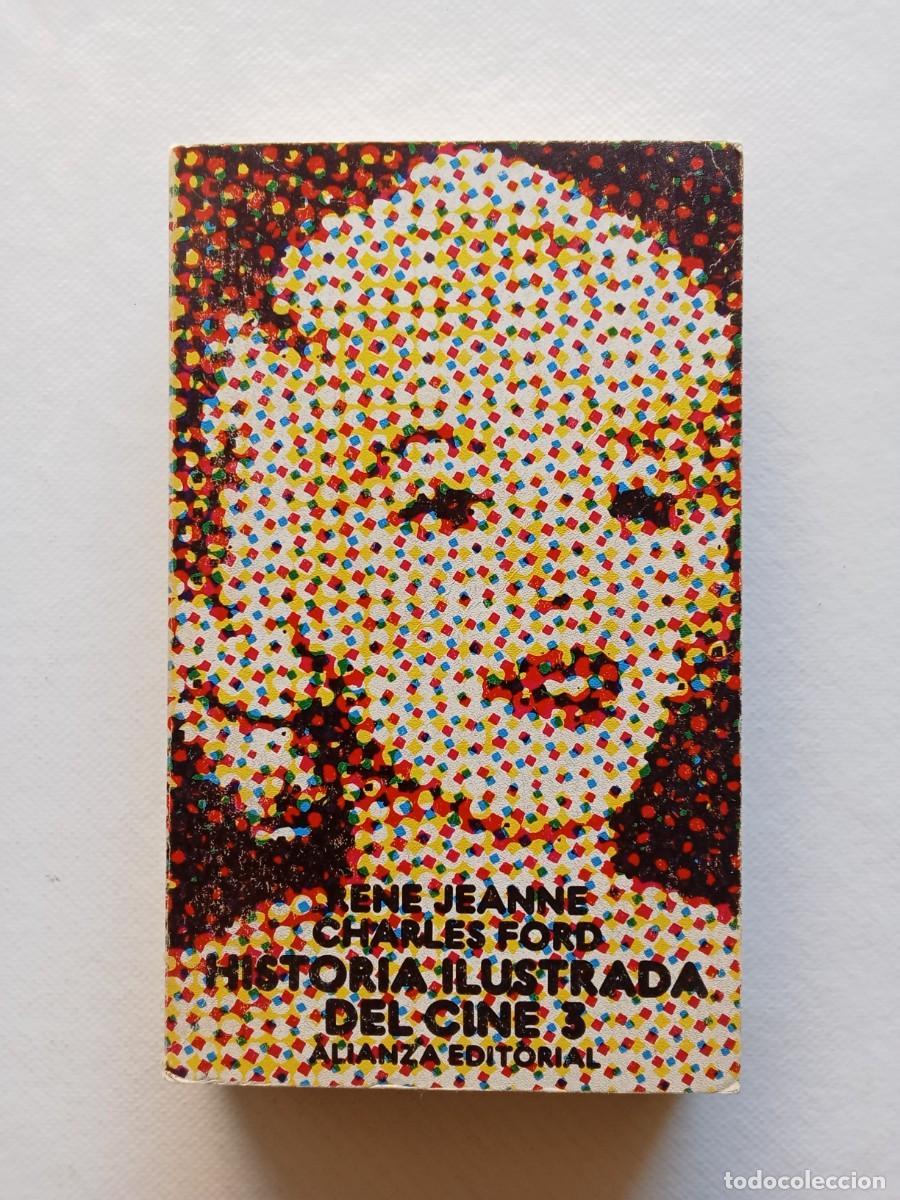 RENE JEANNE
CHARLES FORD
HISTORIA ILUSTRADA
DEL CINE 3
ALIANZA EDITORIAL
todocoleccion